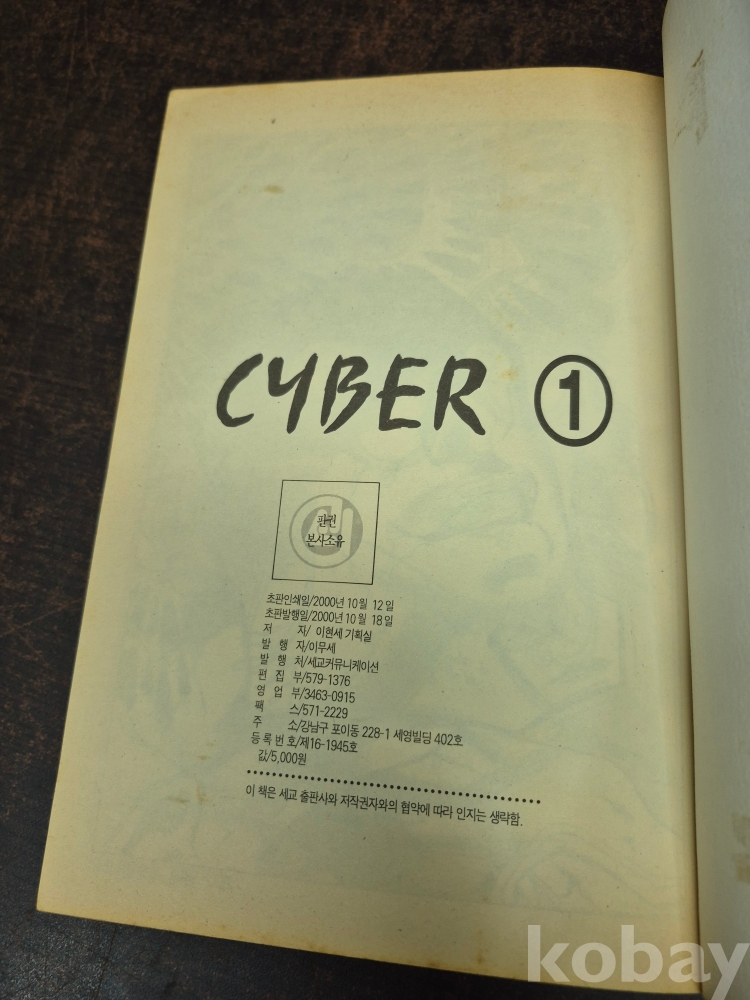 CYBER ①
판권
본사소유
초판인쇄일/2000년 10월 12일
초판발행일/2000년 10월 18일
저 자/ 이현세 기획실
발 행 자/이무세
발 행 처/세교커뮤니케이션
편 집 부/579-1376
영 업 부/3463-0915
팩 스/571-2229
주 소/강남구 포이동 228-1 세영빌딩 402호
등록번호/제16-1945호
값/5,000원
이 책은 세교 출판사와 저작권자와의 협약에 따라 인지는 생략함.
kobay